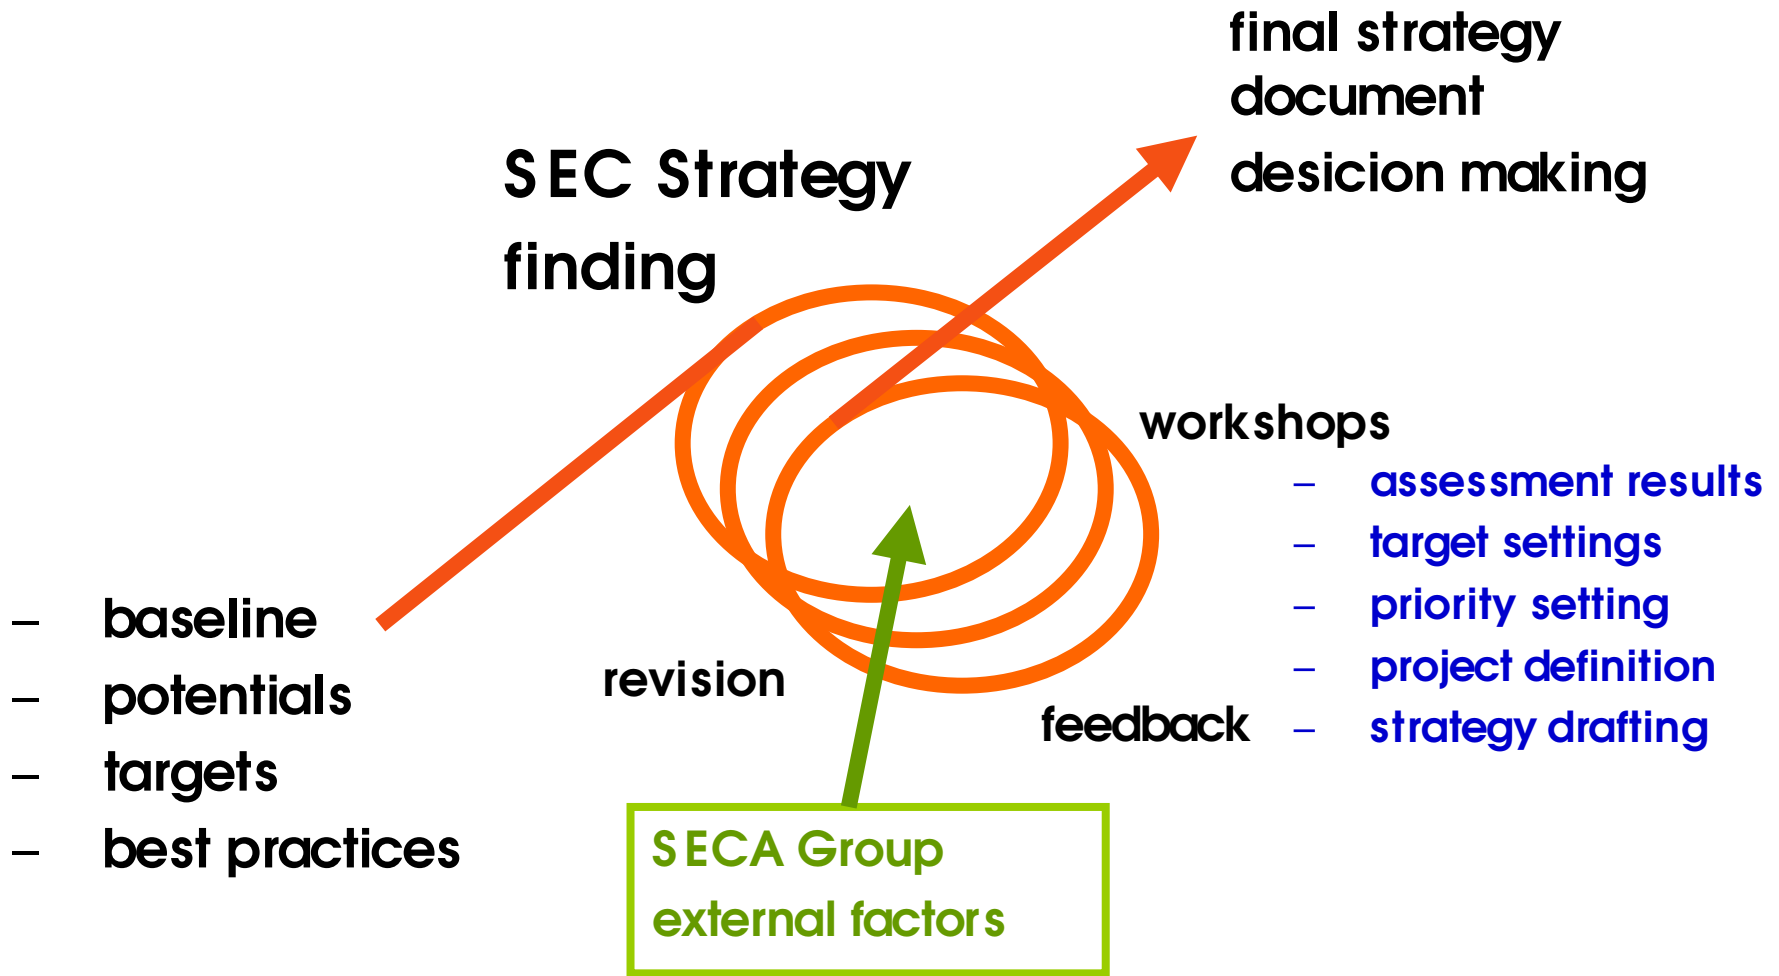 final strategy
document
desicion making
SEC Strategy
finding
workshops
– assessment results
– target settings
– priority setting
– project definition
– strategy drafting
– baseline
– potentials
– targets
– best practices
revision
feedback
SECA Group
external factors